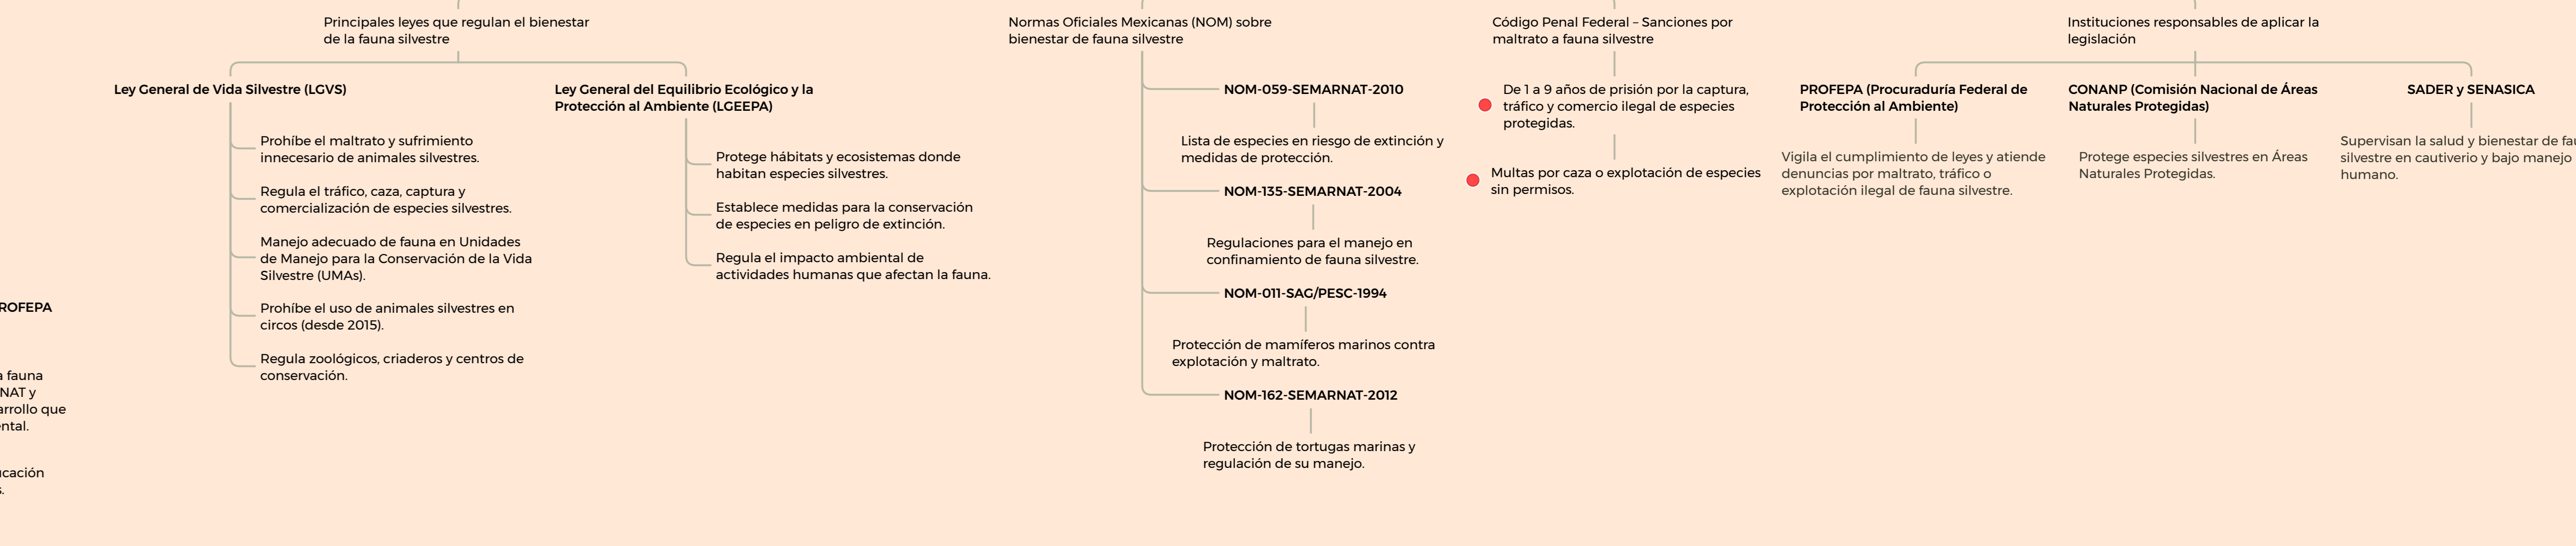 Principales leyes que regulan el bienestar
de la fauna silvestre
Ley General de Vida Silvestre (LGVS)
Prohíbe el maltrato y sufrimiento
innecesario de animales silvestres.
Regula el tráfico, caza, captura y
comercialización de especies silvestres.
Manejo adecuado de fauna en Unidades
de Manejo para la Conservación de la Vida
Silvestre (UMAs).
Prohíbe el uso de animales silvestres en
circos (desde 2015).
Regula zoológicos, criaderos y centros de
conservación.
Ley General del Equilibrio Ecológico y la
Protección al Ambiente (LGEEPA)
Protege hábitats y ecosistemas donde
habitan especies silvestres.
Establece medidas para la conservación
de especies en peligro de extinción.
Regula el impacto ambiental de
actividades humanas que afectan la fauna.
Normas Oficiales Mexicanas (NOM) sobre
bienestar de fauna silvestre
NOM-059-SEMARNAT-2010
Lista de especies en riesgo de extinción y
medidas de protección.
NOM-135-SEMARNAT-2004
Regulaciones para el manejo en
confinamiento de fauna silvestre.
NOM-011-SAG/PESC-1994
Protección de mamíferos marinos contra
explotación y maltrato.
NOM-162-SEMARNAT-2012
Protección de tortugas marinas y
regulación de su manejo.
Código Penal Federal – Sanciones por
maltrato a fauna silvestre
De 1 a 9 años de prisión por la captura,
tráfico y comercio ilegal de especies
protegidas.
Multas por caza o explotación de especies
sin permisos.
Instituciones responsables de aplicar la
legislación
PROFEPA (Procuraduría Federal de
Protección al Ambiente)
Vigila el cumplimiento de leyes y atiende
denuncias por maltrato, tráfico o
explotación ilegal de fauna silvestre.
CONANP (Comisión Nacional de Áreas
Naturales Protegidas)
Protege especies silvestres en Áreas
Naturales Protegidas.
SADER y SENASICA
Supervisan la salud y bienestar de
silvestre en cautiverio y bajo manejo
humano.
ROFEPA
a fauna
NAT y
arrollo que
ental.
ucación
s.